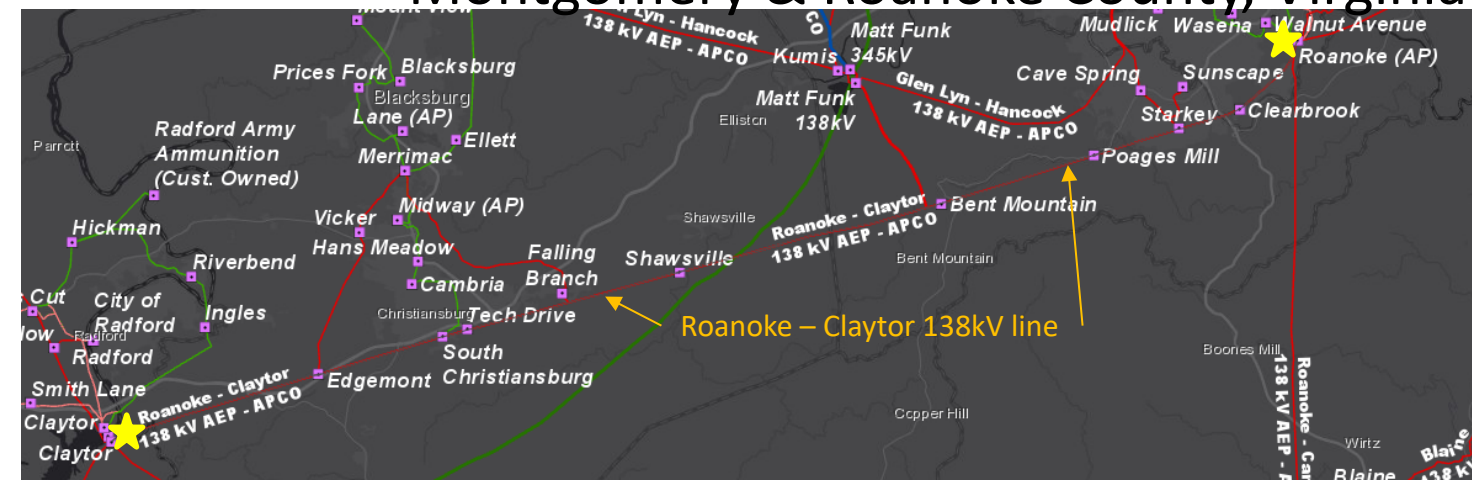 Montgomery & Roanoke County, Virginia
Mount View
Lyn - Hancock
138 kV AEP - APCO
CO
Matt Funk
345kV
Kumis
Mudlick
Wasena
Walnut Avenue
Roanoke (AP)
Prices Fork
Blacksburg
Blacksburg
Lane (AP)
Cave Spring
Sunscape
Glen Lyn - Hancock
138 kV AEP - APCO
Matt Funk
138kV
Elliston
Starkey
Clearbrook
Radford Army
Ammunition
(Cust. Owned)
Parrott
Ellett
Merrimac
Poages Mill
Midway (AP)
Vicker
Hans Meadow
Hickman
Shawsville
Roanoke - Claytor
138 kV AEP - APCO
Bent Mountain
Bent Mountain
Riverbend
Falling
Branch
Shawsville
Cambria
Cut
City of
Radford
Ingles
Christiansburg
Tech Drive
Roanoke – Claytor 138kV line
low
Radford
Radford
South
Christiansburg
Boones Mill
Edgemont
Smith Lane
Roanoke - Claytor
138 kV AEP - APCO
Claytor
Claytor
Copper Hill
Roanoke - Car
138 kV AEP - A
Wirtz
Blaine
138 k
Blaine